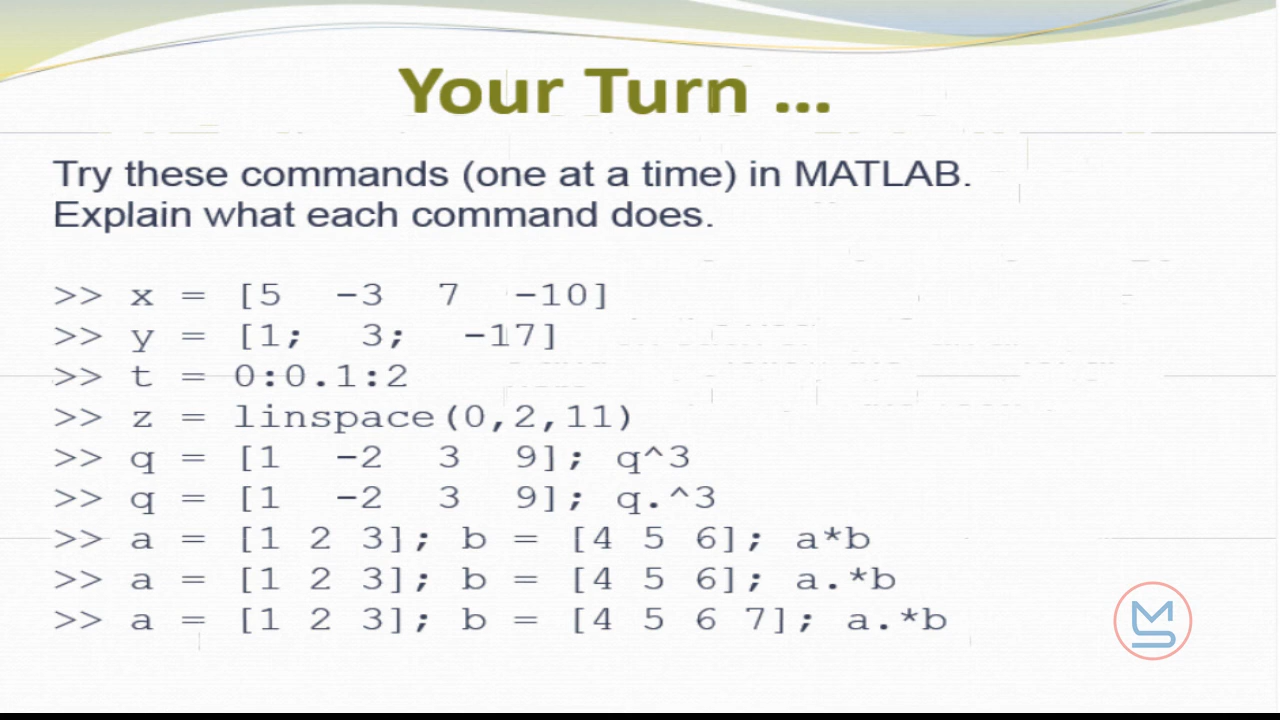 Your Turn ...
Try these commands (one at a time) in MATLAB.
Explain what each command does.
>> x = [5 -3 7 -10]
>> y = [1; 3; -17]
>> t = 0:0.1:2
>> z = linspace(0,2,11)
>> q = [1 -2 3 9]; q^3
>> q = [1 -2 3 9]; q.^3
>> a = [1 2 3]; b = [4 5 6]; a*b
>> a = [1 2 3]; b = [4 5 6]; a.*b
>> a = [1 2 3]; b = [4 5 6 7]; a.*b